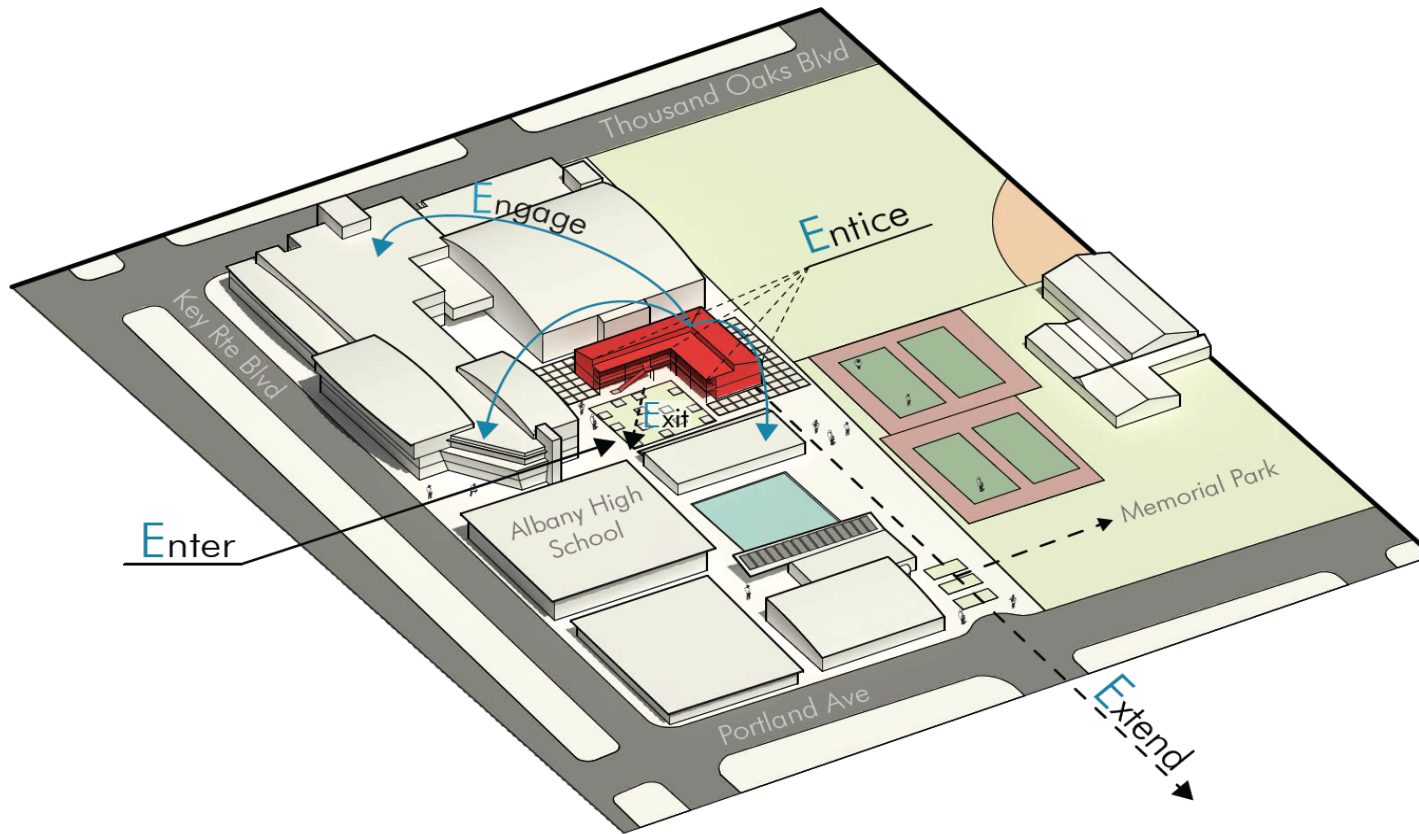 Thousand Oaks Blvd
Engage
Entice
Key Rte Blvd
Exit
Enter
Albany High
School
Memorial Park
Portland Ave
Extend